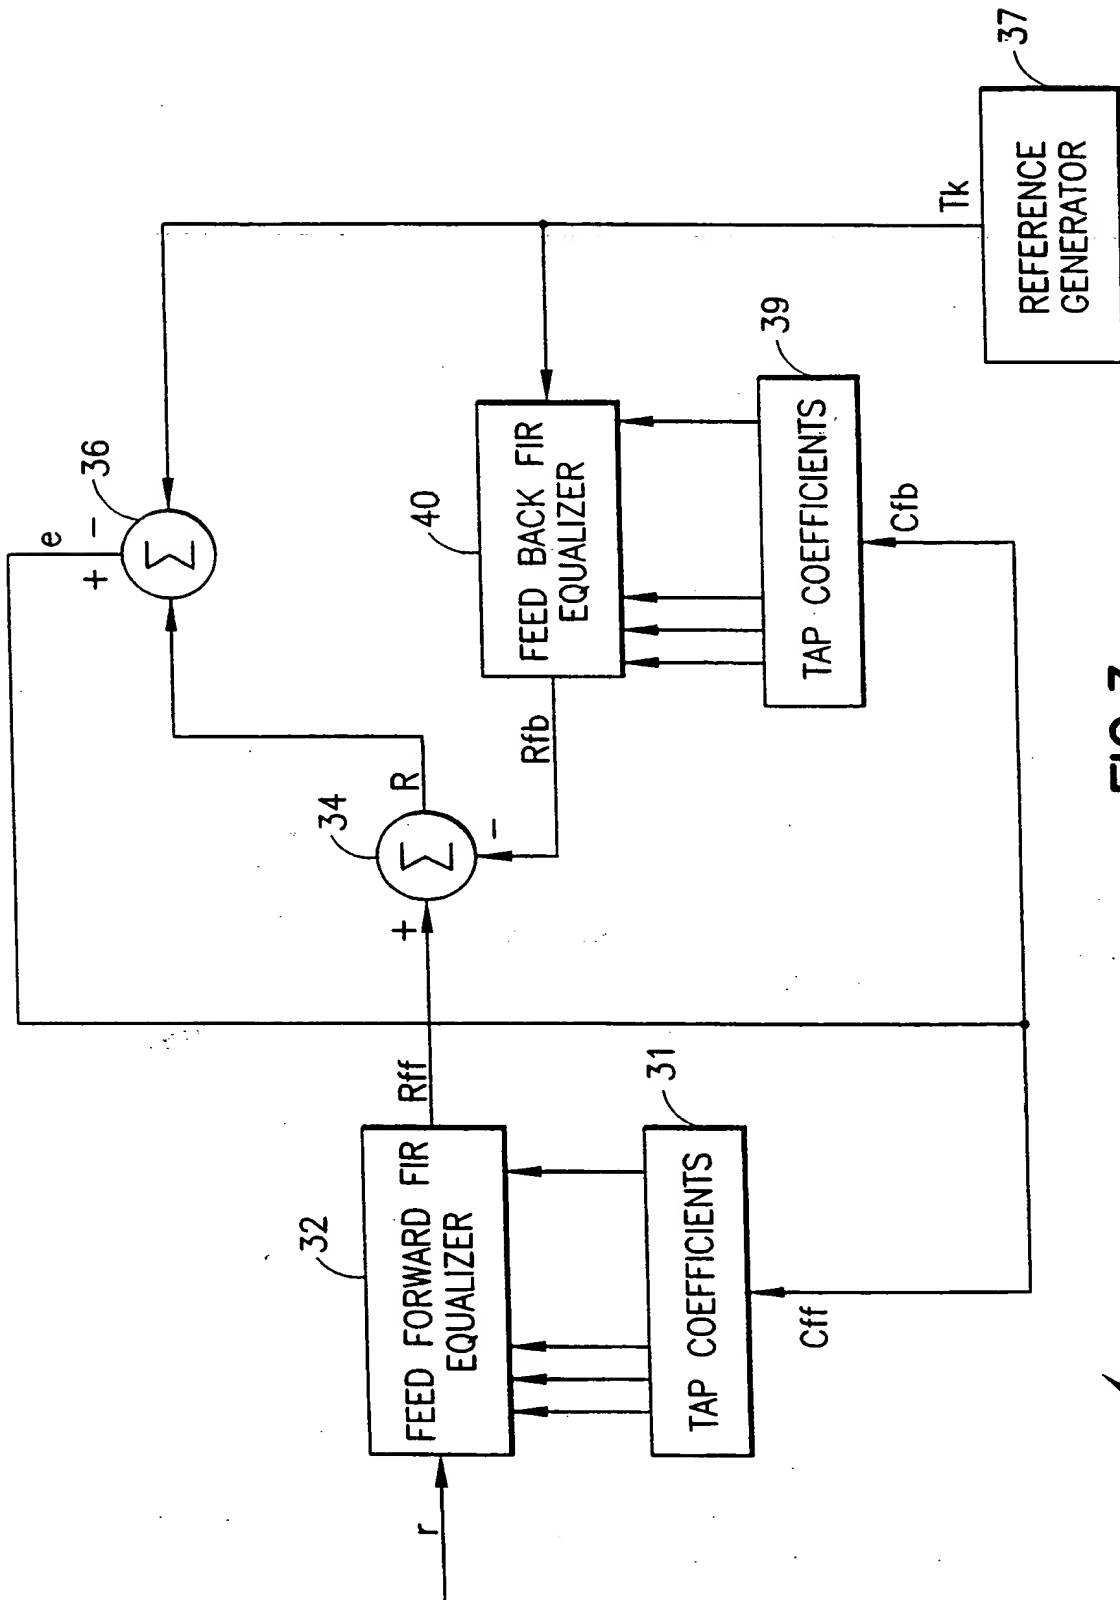 r
32
FEED FORWARD FIR
EQUALIZER
Rff
31
TAP COEFFICIENTS
Cff
34
Σ
+
-
R
Rfb
36
Σ
+
-
e
40
FEED BACK FIR
EQUALIZER
39
TAP COEFFICIENTS
Cfb
Tk
37
REFERENCE
GENERATOR